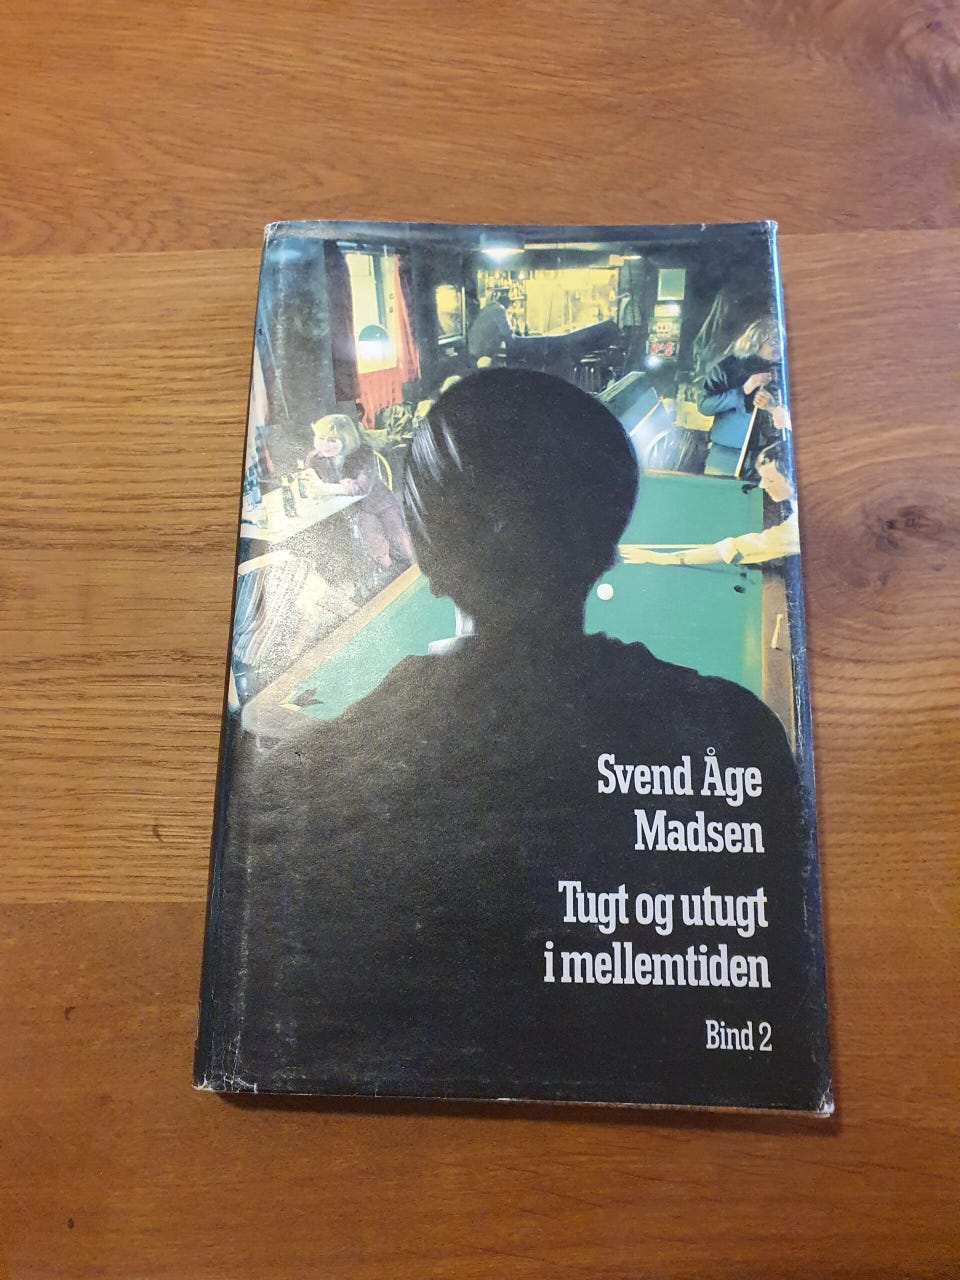 Svend Åge
Madsen
Tugt og utugt
i mellemtiden
Bind 2